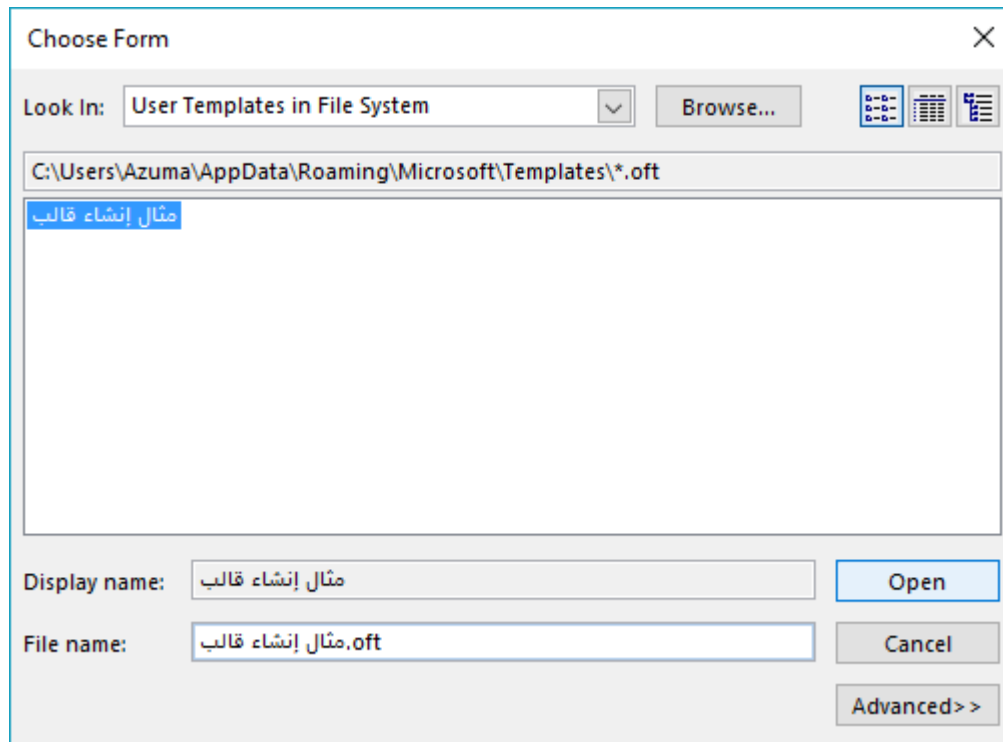 Choose Form
Look In: User Templates in File System Browse...
C:\Users\Azuma\AppData\Roaming\Microsoft\Templates\*.oft
مثال إنشاء قالب
Display name: مثال إنشاء قالب Open
File name: مثال إنشاء قالب.oft Cancel
Advanced>>